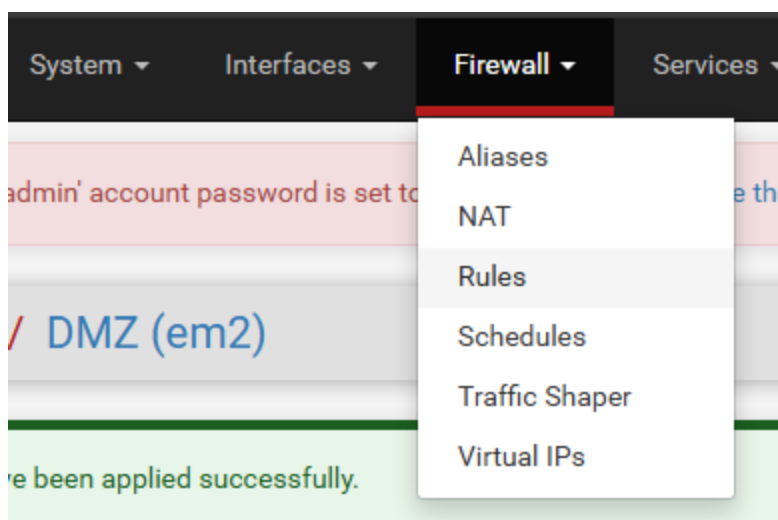 System Interfaces Firewall Services
Aliases
admin' account password is set to
NAT
Rules
/ DMZ (em2)
Schedules
Traffic Shaper
Virtual IPs
been applied successfully.